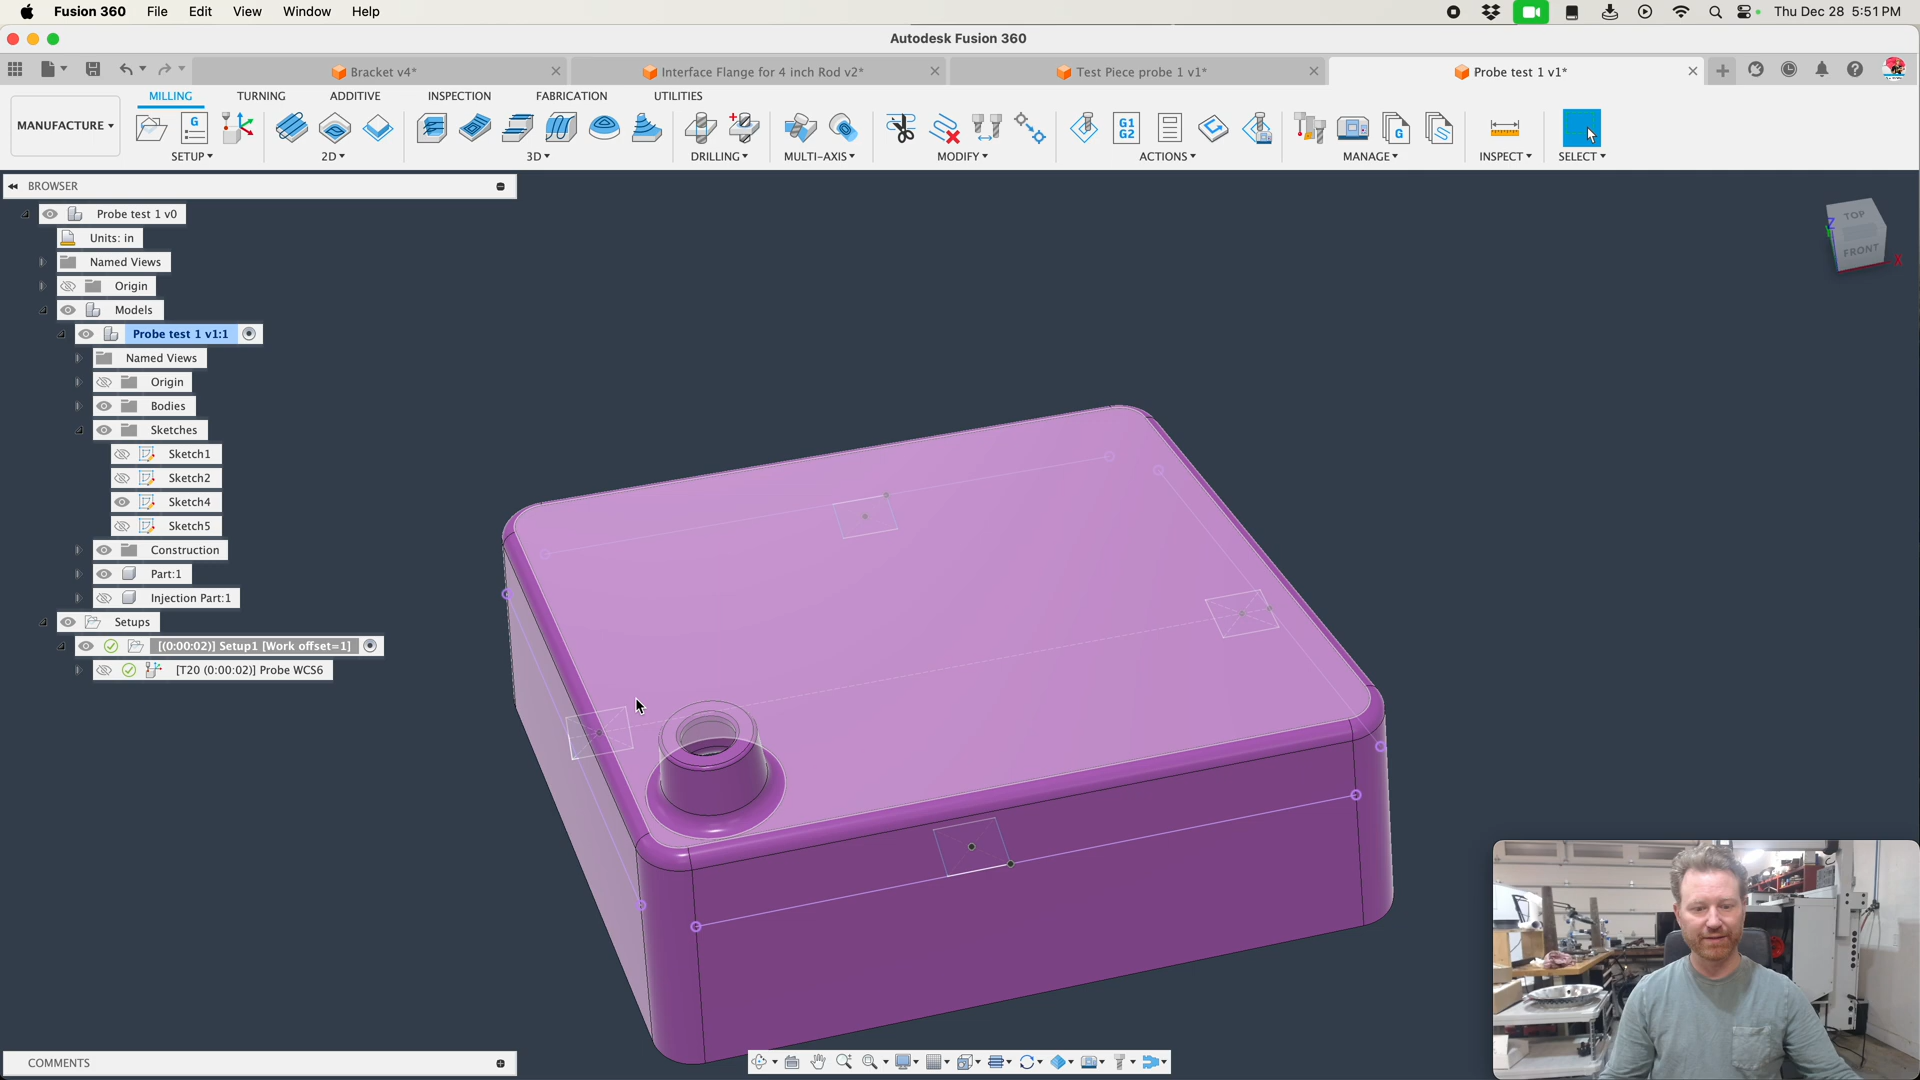 Fusion 360 File Edit View Window Help Thu Dec 28 5:51 PM
Autodesk Fusion 360
Bracket v4* Interface Flange for 4 inch Rod v2* Test Piece probe 1 v1* Probe test 1 v1*
MILLING TURNING ADDITIVE INSPECTION FABRICATION UTILITIES
MANUFACTURE
G G1 G2 G
SETUP 2D 3D DRILLING MULTI-AXIS MODIFY ACTIONS MANAGE INSPECT SELECT
BROWSER
Probe test 1 v0
Units: in
Named Views
Origin
Models
Probe test 1 v1:1
Named Views
Origin
Bodies
Sketches
Sketch1
Sketch2
Sketch4
Sketch5
Construction
Part:1
Injection Part:1
Setups
[(0:00:02)] Setup1 [Work offset=1]
[T20 (0:00:02)] Probe WCS6
TOP
Z
FRONT
X
COMMENTS